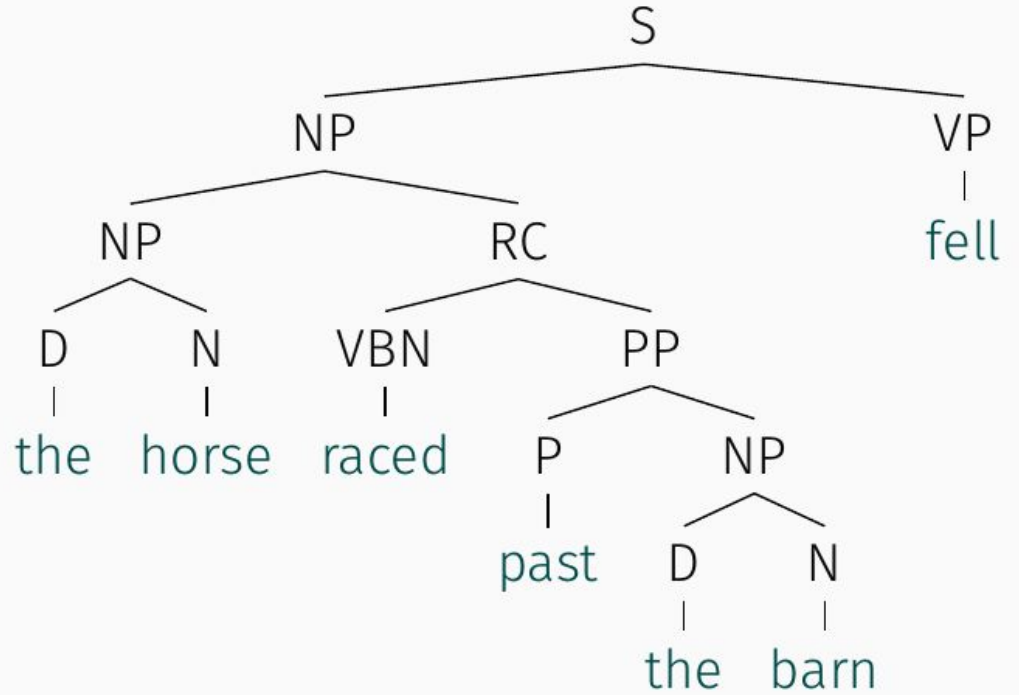 S
NP VP
NP RC fell
D N VBN PP
the horse raced P NP
past D N
the barn